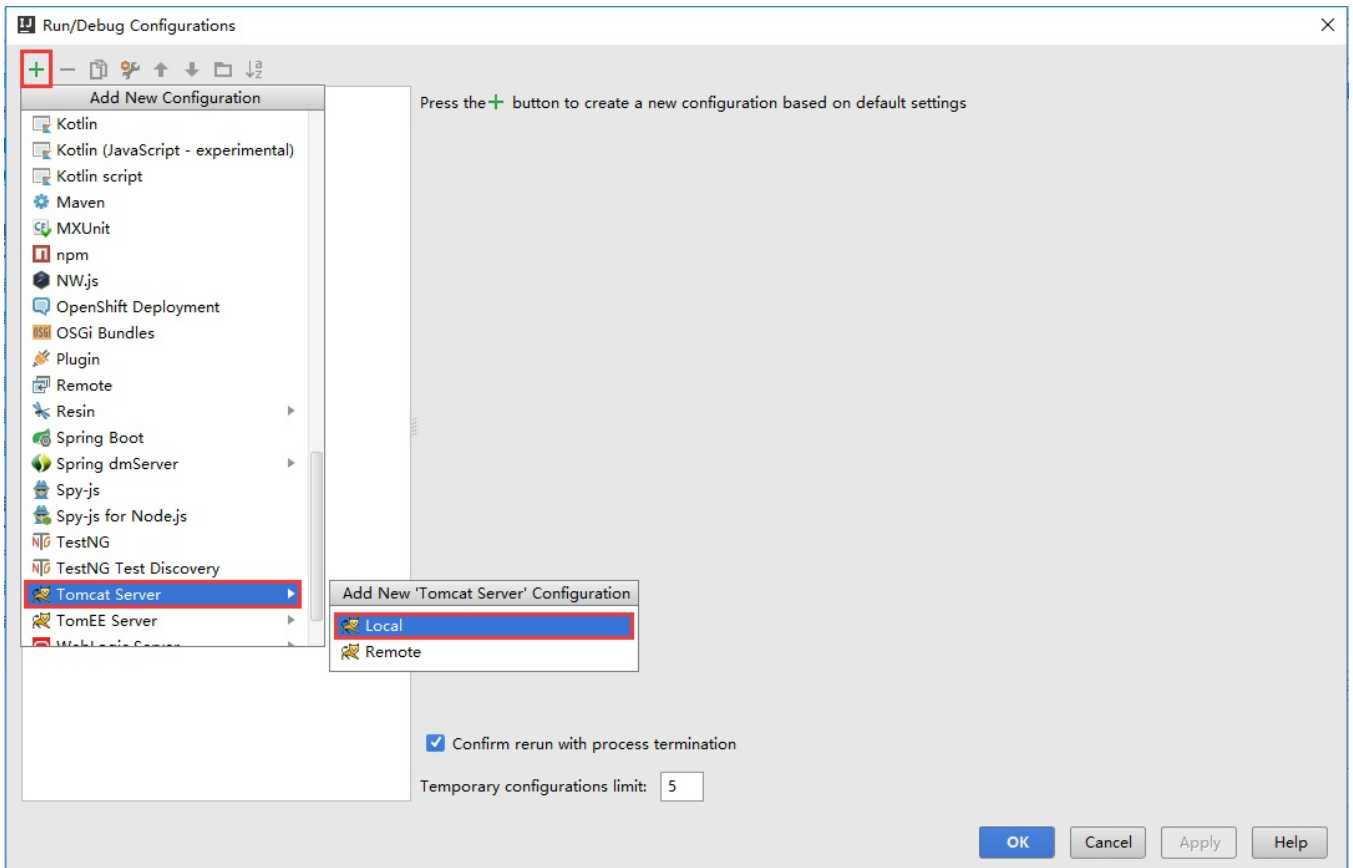 Run/Debug Configurations
Add New Configuration
Press the + button to create a new configuration based on default settings
Kotlin
Kotlin (JavaScript - experimental)
Kotlin script
Maven
MXUnit
npm
NW.js
OpenShift Deployment
OSGi Bundles
Plugin
Remote
Resin
Spring Boot
Spring dmServer
Spy-js
Spy-js for Node.js
TestNG
TestNG Test Discovery
Tomcat Server
TomEE Server
WebLogic Server
Add New 'Tomcat Server' Configuration
Local
Remote
Confirm rerun with process termination
Temporary configurations limit: 5
OK Cancel Apply Help